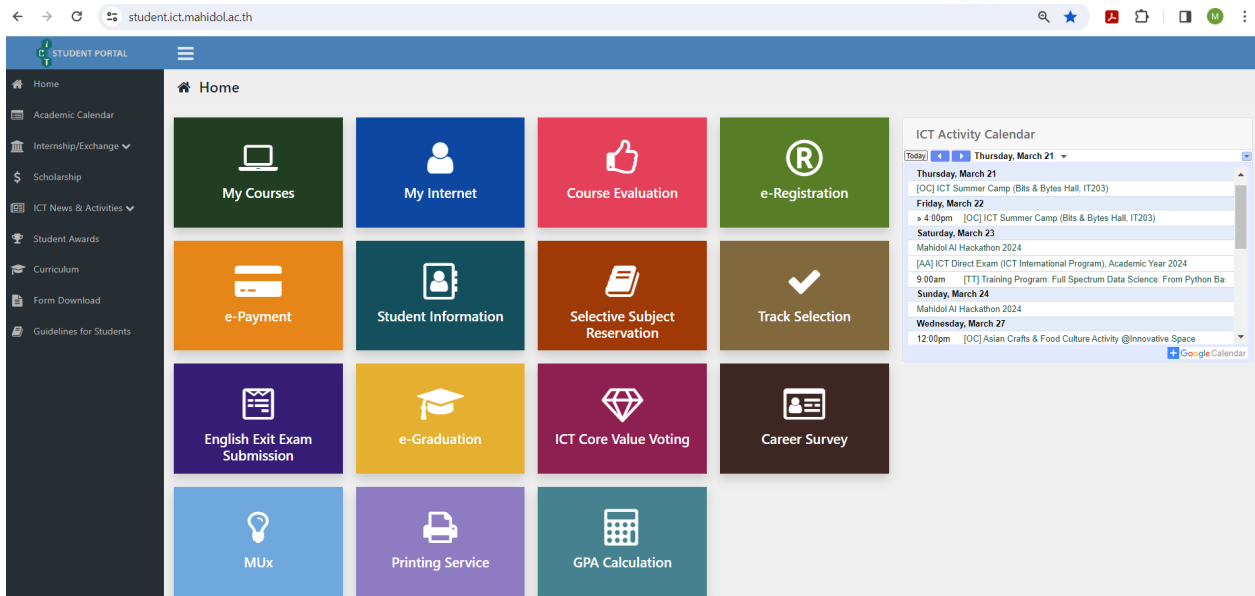 student.ict.mahidol.ac.th
M
ICT STUDENT PORTAL
Home
Academic Calendar
Internship/Exchange
Scholarship
ICT News & Activities
Student Awards
Curriculum
Form Download
Guidelines for Students
Home
My Courses
My Internet
Course Evaluation
R
e-Registration
e-Payment
Student Information
Selective Subject
Reservation
Track Selection
English Exit Exam
Submission
e-Graduation
ICT Core Value Voting
Career Survey
MUx
Printing Service
GPA Calculation
ICT Activity Calendar
Today Thursday, March 21
Thursday, March 21
[OC] ICT Summer Camp (Bits & Bytes Hall, IT203)
Friday, March 22
» 4:00pm [OC] ICT Summer Camp (Bits & Bytes Hall, IT203)
Saturday, March 23
Mahidol AI Hackathon 2024
[AA] ICT Direct Exam (ICT International Program), Academic Year 2024
9:00am [TT] Training Program: Full Spectrum Data Science: From Python Ba
Sunday, March 24
Mahidol AI Hackathon 2024
Wednesday, March 27
12:00pm [OC] Asian Crafts & Food Culture Activity @Innovative Space
Google Calendar